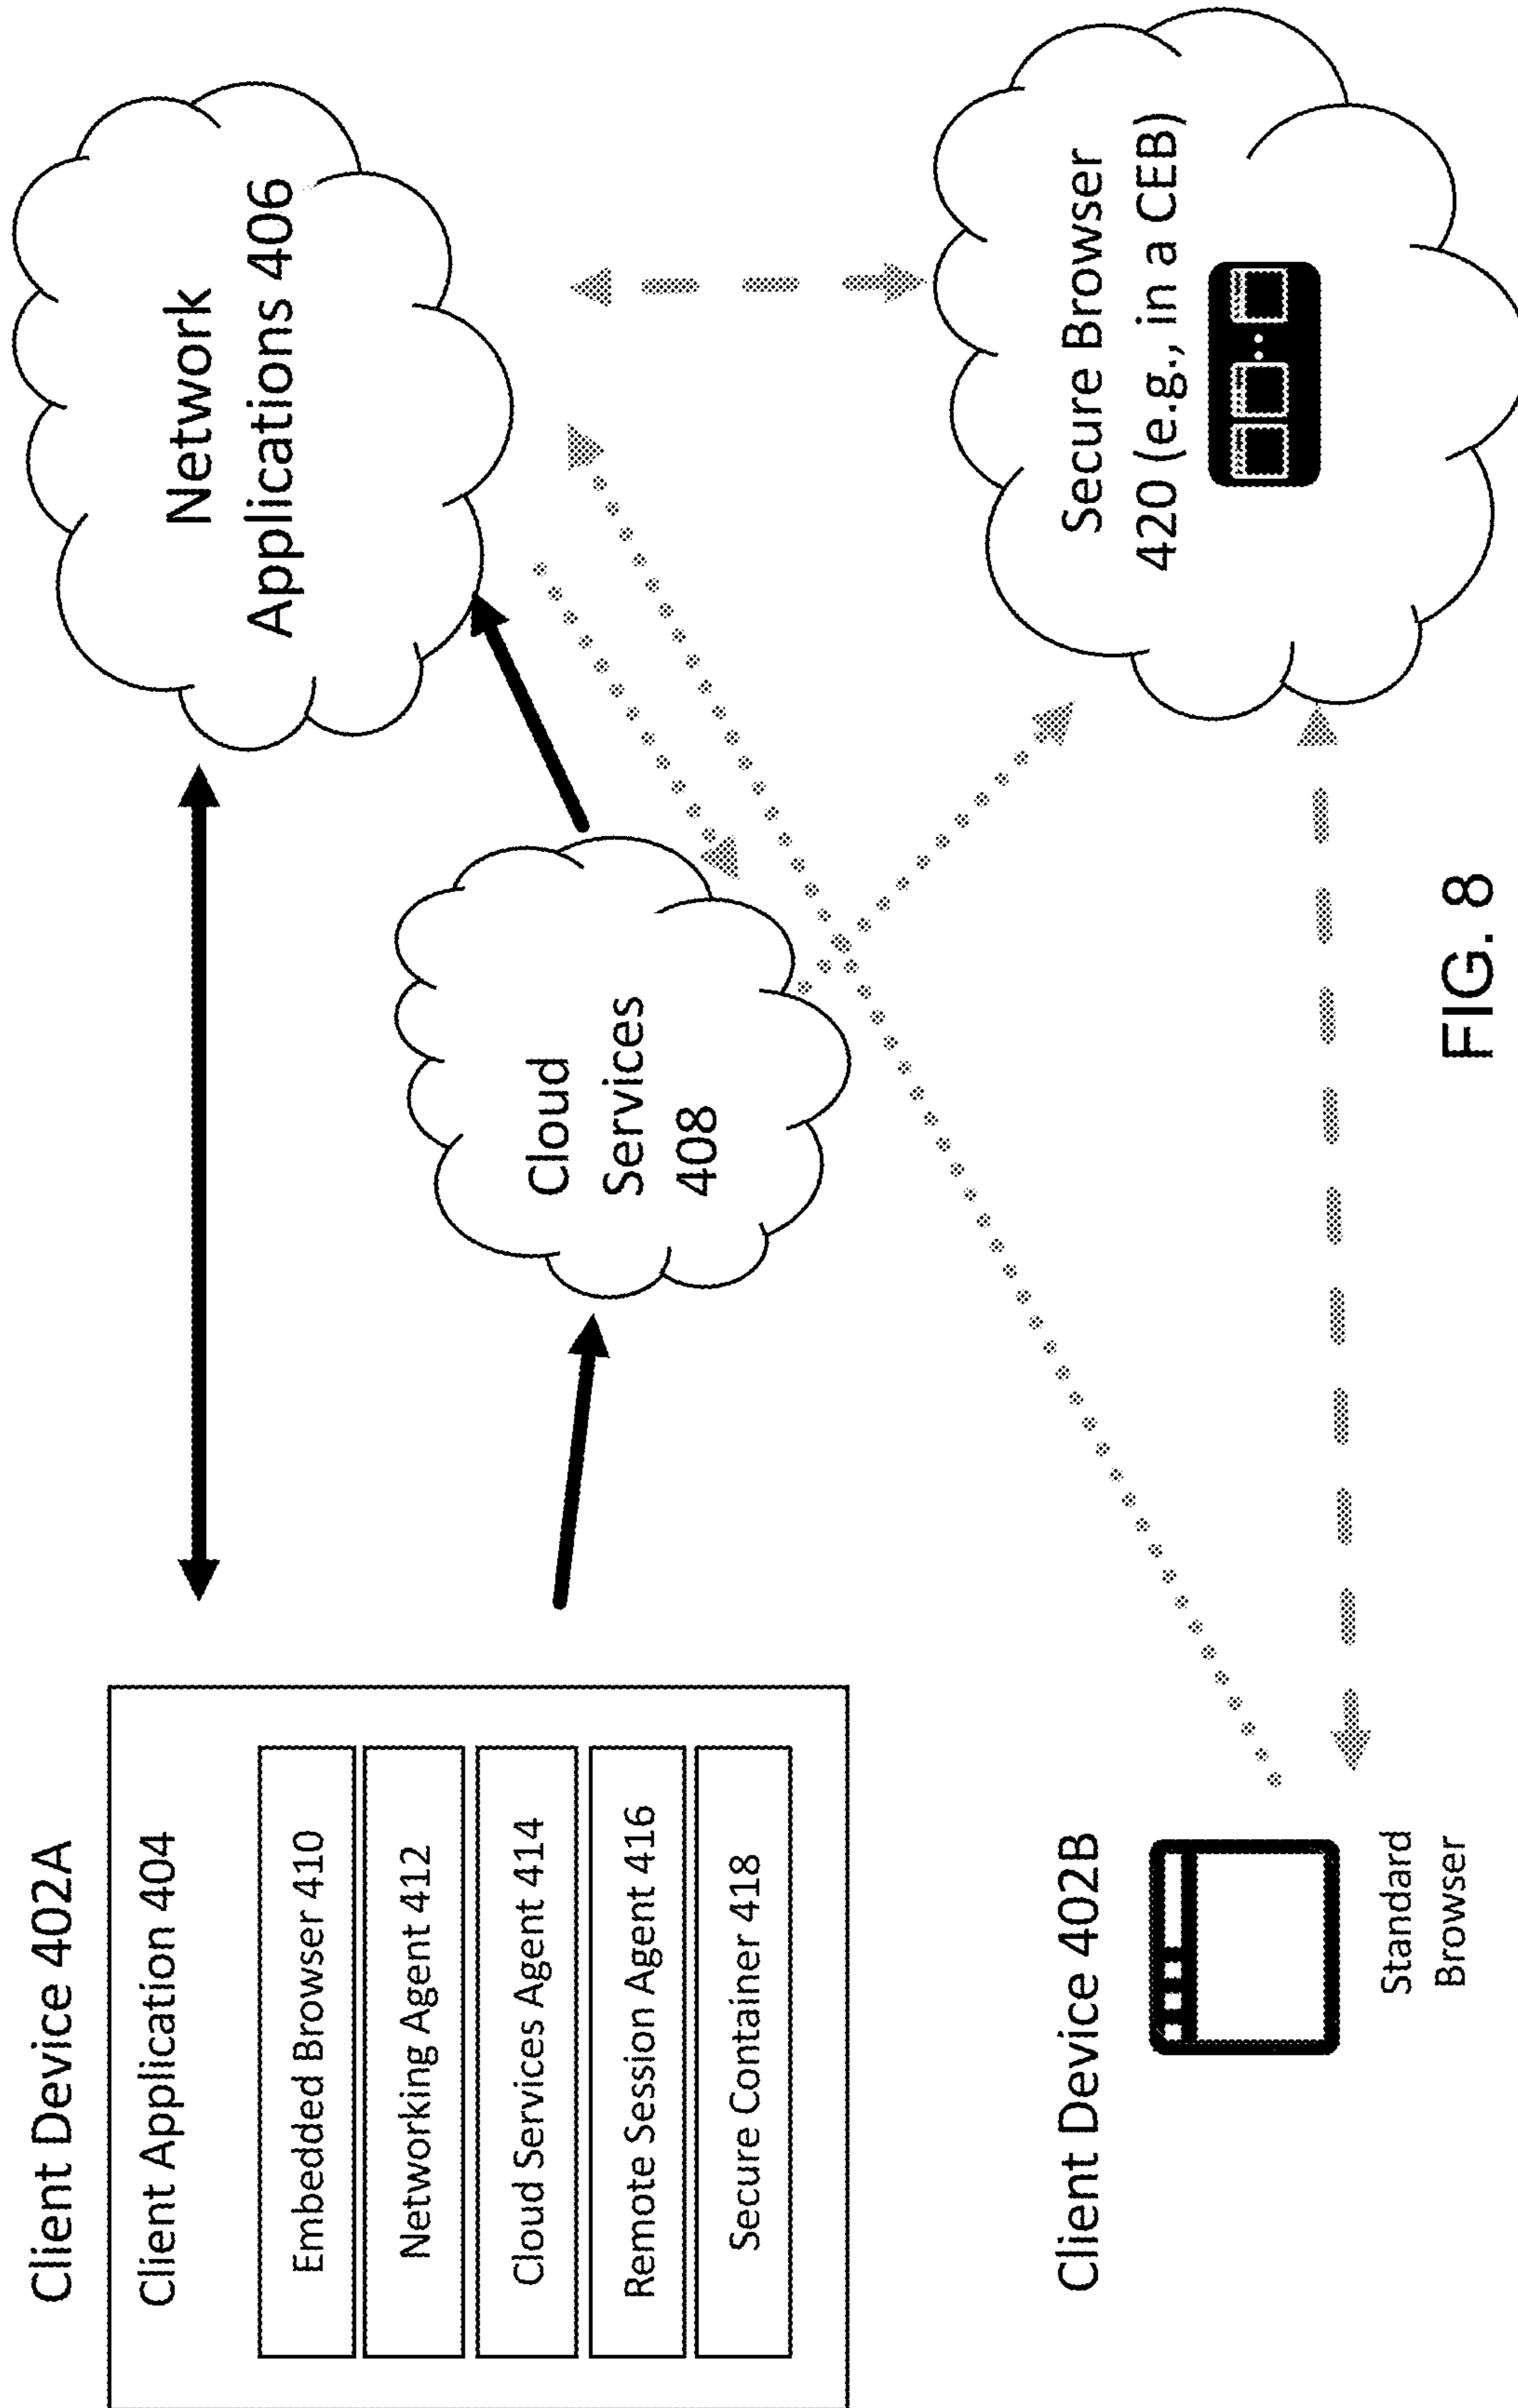 Client Device 402A
Client Application 404
Embedded Browser 410
Networking Agent 412
Cloud Services Agent 414
Remote Session Agent 416
Secure Container 418
Network
Applications 406
Cloud
Services
408
Client Device 402B
Standard
Browser
Secure Browser
420 (e.g., in a CEB)
FIG. 8